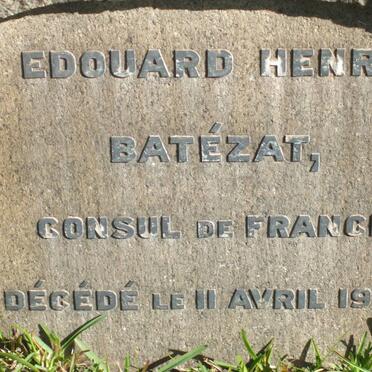 EDOUARD HENR
BATÉZAT,
CONSUL DE FRANC
DÉCÉDÉ LE 11 AVRIL 19